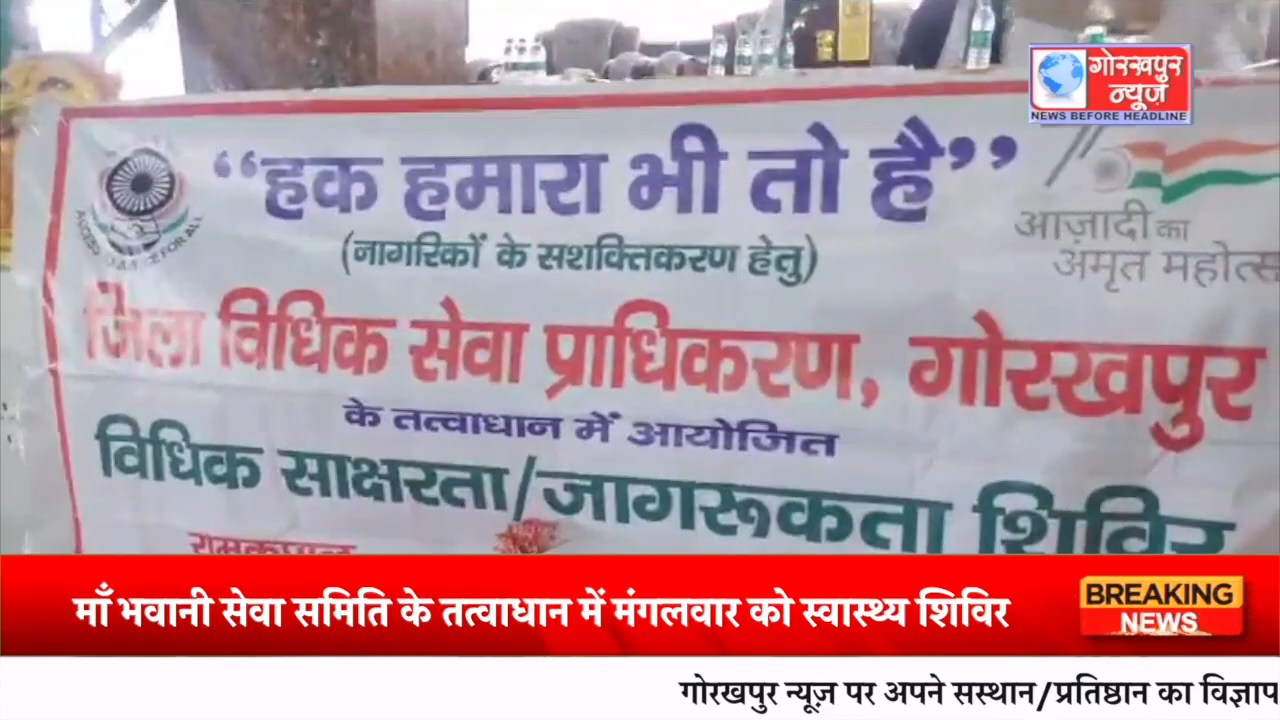 गोरखपुर
न्यूज़
NEWS BEFORE HEADLINE
“हक हमारा भी तो है”
(नागरिकों के सशक्तिकरण हेतु)
आज़ादी का
अमृत महोत्स
जिला विधिक सेवा प्राधिकरण, गोरखपुर
के तत्वाधान में आयोजित
विधिक साक्षरता/जागरूकता शिविर
माँ भवानी सेवा समिति के तत्वाधान में मंगलवार को स्वास्थ्य शिविर
BREAKING
NEWS
गोरखपुर न्यूज़ पर अपने सस्थान/प्रतिष्ठान का विज्ञाप